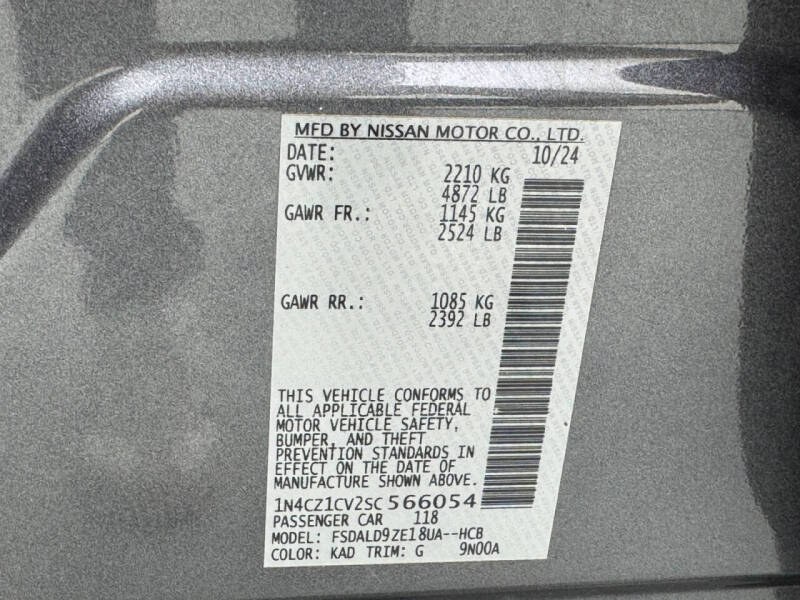 MFD BY NISSAN MOTOR CO., LTD.
DATE: 10/24
GVWR: 2210 KG
4872 LB
GAWR FR.: 1145 KG
2524 LB
GAWR RR.: 1085 KG
2392 LB
THIS VEHICLE CONFORMS TO
ALL APPLICABLE FEDERAL
MOTOR VEHICLE SAFETY,
BUMPER, AND THEFT
PREVENTION STANDARDS IN
EFFECT ON THE DATE OF
MANUFACTURE SHOWN ABOVE.
1N4CZ1CV2SC566054
PASSENGER CAR 118
MODEL: FSDALD9ZE18UA--HCB
COLOR: KAD TRIM: G 9N00A